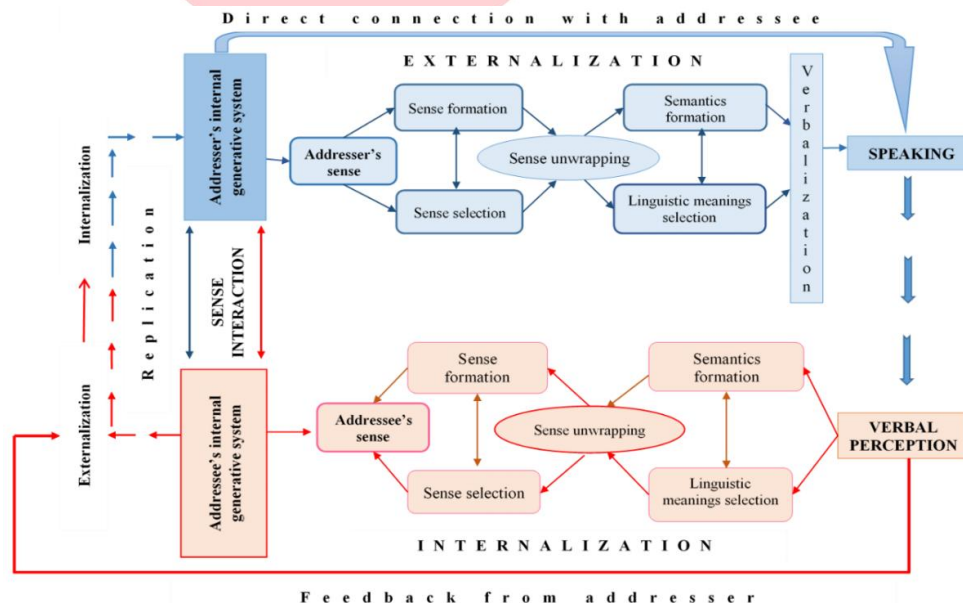 Direct connection with addressee
EXTERNALIZATION
Addresser's internal
generative system
Sense formation
Addresser's
sense
Sense selection
Sense unwrapping
Semantics
formation
Linguistic meanings
selection
Verbalization
SPEAKING
Internalization
Replication
SENSE
INTERACTION
Externalization
Addressee's internal
generative system
Sense
formation
Addressee's
sense
Sense selection
Sense unwrapping
Semantics
formation
Linguistic
meanings selection
VERBAL
PERCEPTION
INTERNALIZATION
Feedback from addresser